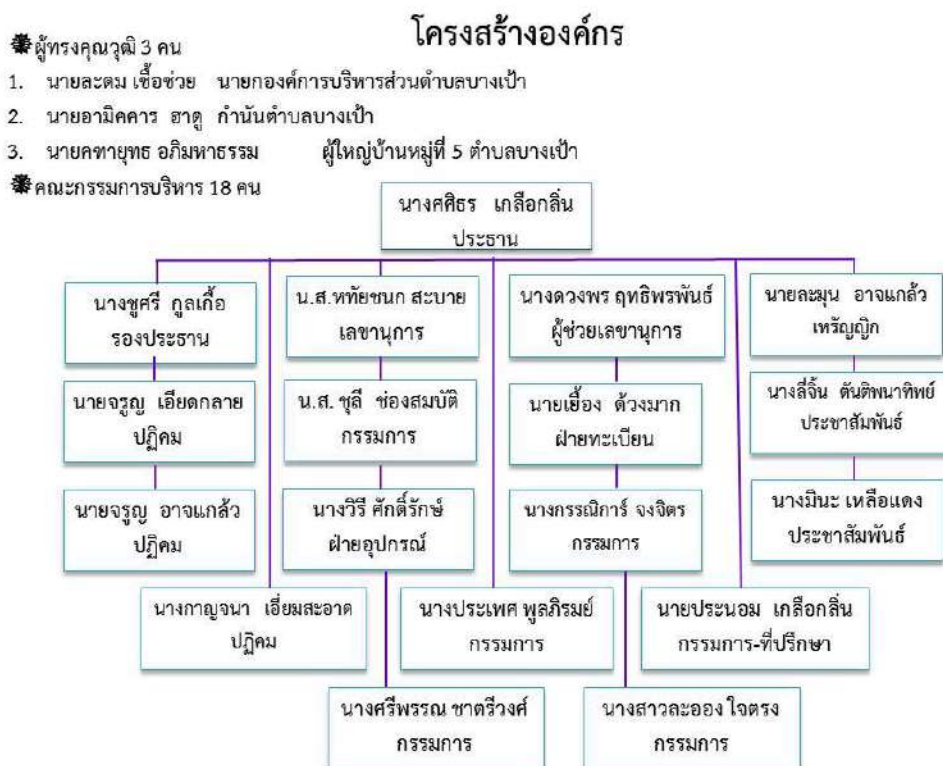 โครงสร้างองค์กร
ผู้ทรงคุณวุฒิ 3 คน
1. นายละตม เชื้อช่วย นายกองค์การบริหารส่วนตำบลบางเป้า
2. นายอามิคคาร ฮาดู กำนันตำบลบางเป้า
3. นายคฑายุทธ อภิมหาธรรม ผู้ใหญ่บ้านหมู่ที่ 5 ตำบลบางเป้า
คณะกรรมการบริหาร 18 คน
นางศศิธร เกลือกลิ่น
ประธาน
นางชูศรี กูลเกื้อ
รองประธาน
น.ส.หทัยชนก สะบาย
เลขานุการ
นางดวงพร ฤทธิพรพันธ์
ผู้ช่วยเลขานุการ
นายละมุน อาจแกล้ว
เหรัญญิก
นายจรูญ เอียดกลาย
ปฏิคม
น.ส. ชุลี ช่องสมบัติ
กรรมการ
นายเยื้อง ด้วงมาก
ฝ่ายทะเบียน
นางลี่จิ้น ตันติพนาทิพย์
ประชาสัมพันธ์
นายจรูญ อาจแกล้ว
ปฏิคม
นางวิรี ศักดิ์รักษ์
ฝ่ายอุปกรณ์
นางกรรณิการ์ จงจิตร
กรรมการ
นางมินะ เหลือแดง
ประชาสัมพันธ์
นางกาญจนา เอี่ยมสะอาด
ปฏิคม
นางประเพศ พูลภิรมย์
กรรมการ
นายประนอม เกลือกลิ่น
กรรมการ-ที่ปรึกษา
นางศรีพรรณ ชาตรีวงศ์
กรรมการ
นางสาวละออง ใจตรง
กรรมการ